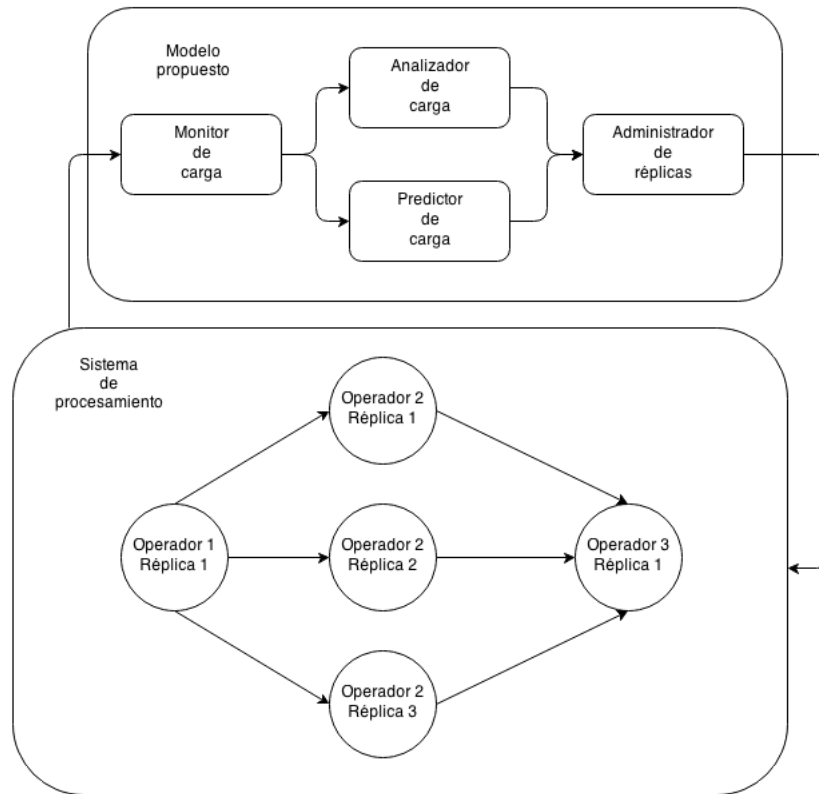 Modelo
propuesto
Monitor
de
carga
Analizador
de
carga
Predictor
de
carga
Administrador
de
réplicas
Sistema
de
procesamiento
Operador 1
Réplica 1
Operador 2
Réplica 1
Operador 2
Réplica 2
Operador 2
Réplica 3
Operador 3
Réplica 1